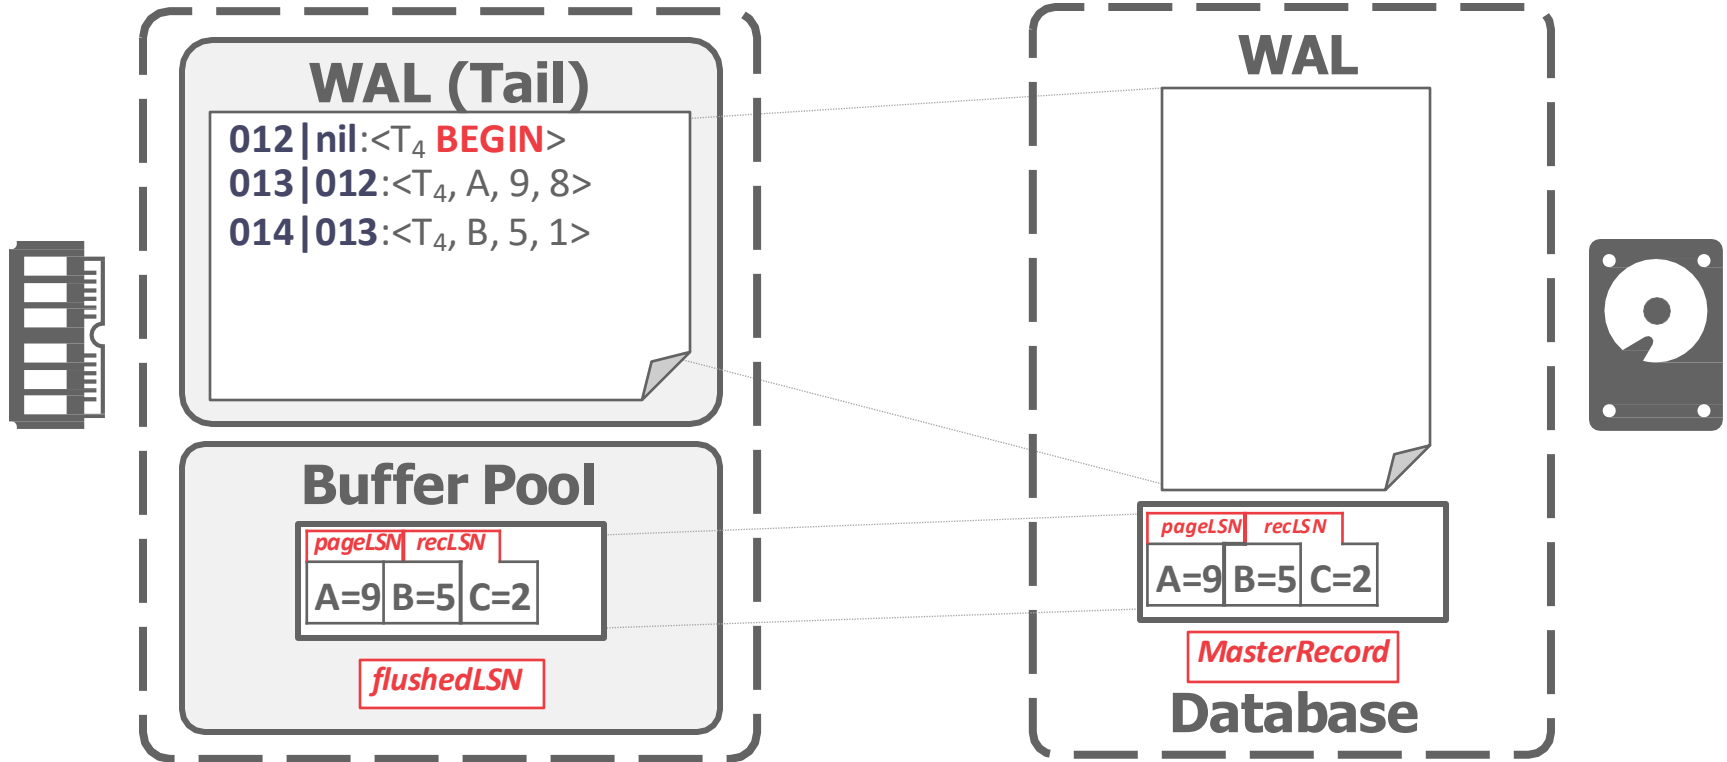 WAL (Tail)
012|nil:<T₄ BEGIN>
013|012:<T₄, A, 9, 8>
014|013:<T₄, B, 5, 1>
Buffer Pool
pageLSN recLSN
A=9 B=5 C=2
flushedLSN
WAL
pageLSN recLSN
A=9 B=5 C=2
MasterRecord
Database